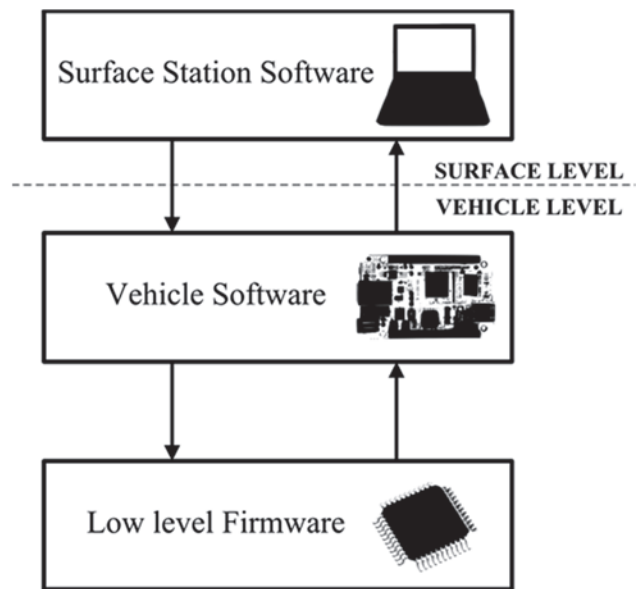 Surface Station Software
SURFACE LEVEL
VEHICLE LEVEL
Vehicle Software
Low level Firmware